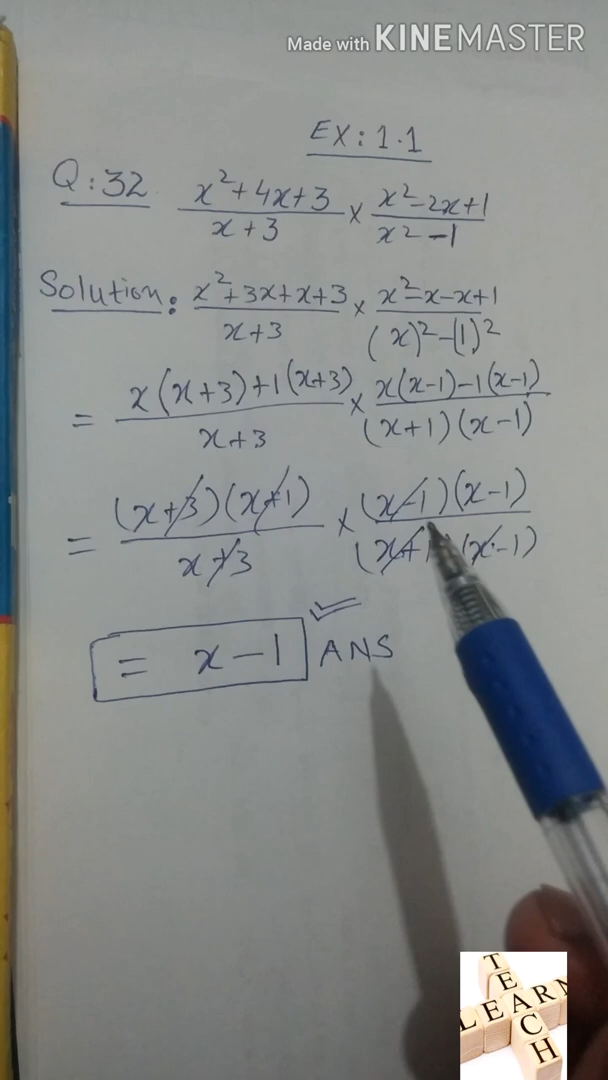 Made with KINEMASTER
EX: 1.1
Q:32 x²+4x+3/x+3 × x²-2x+1/x²-1
Solution: x²+3x+x+3/x+3 × x²-x-x+1/(x)²-(1)²
= x(x+3)+1(x+3)/x+3 × x(x-1)-1(x-1)/(x+1)(x-1)
= (x+3)(x+1)/x+3 × (x-1)(x-1)/(x+1)(x-1)
= x-1 ANS
TEACH
LEARN